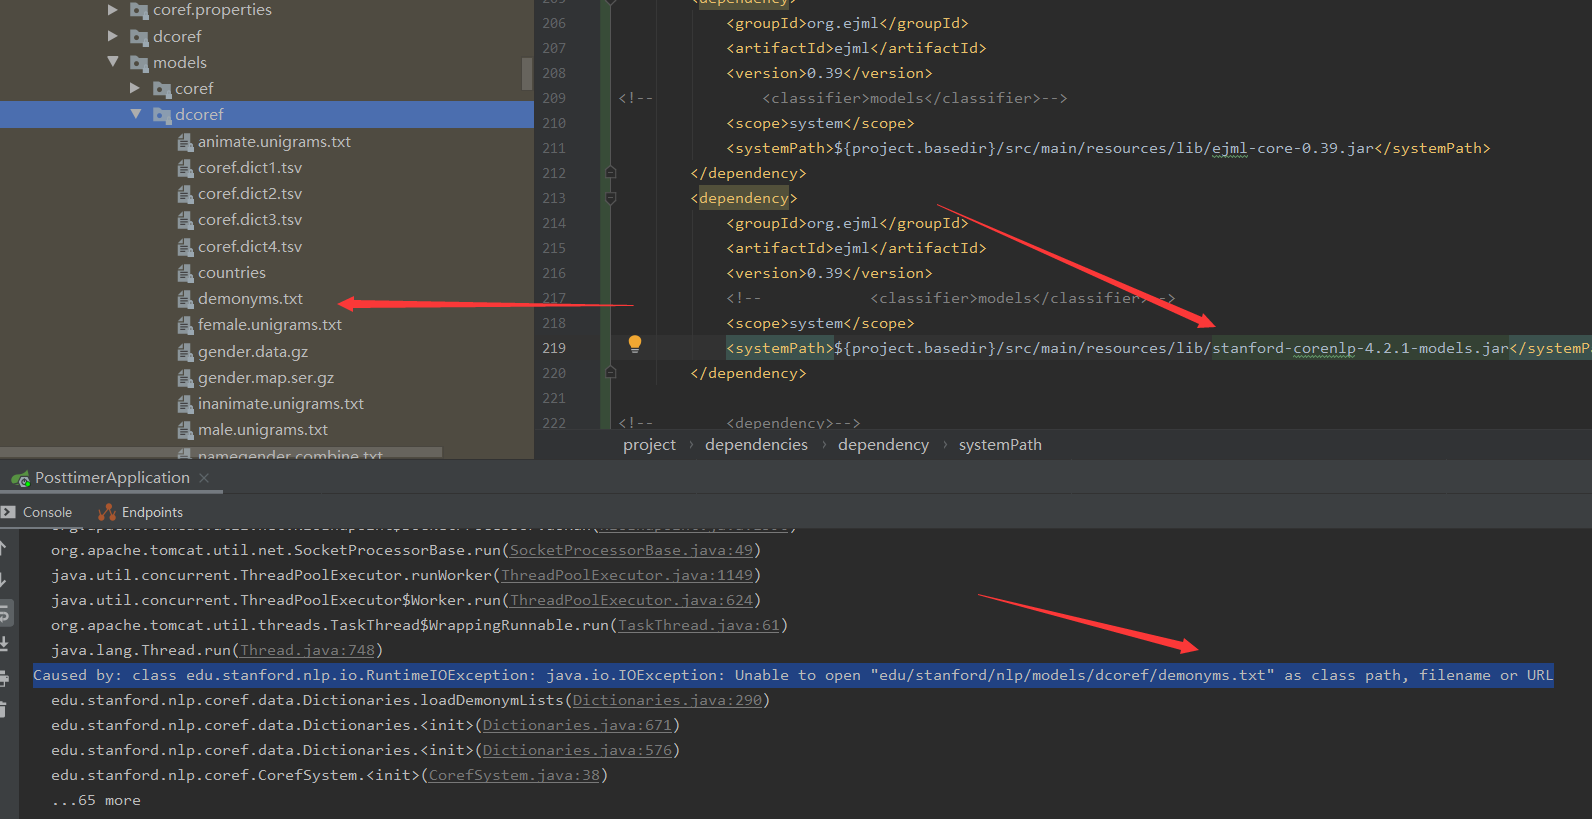 coref.properties
dcoref
models
coref
dcoref
animate.unigrams.txt
coref.dict1.tsv
coref.dict2.tsv
coref.dict3.tsv
coref.dict4.tsv
countries
demonyms.txt
female.unigrams.txt
gender.data.gz
gender.map.ser.gz
inanimate.unigrams.txt
male.unigrams.txt
namegender.combine.txt
205 <dependency>
206 <groupId>org.ejml</groupId>
207 <artifactId>ejml</artifactId>
208 <version>0.39</version>
209 <!-- <classifier>models</classifier>-->
210 <scope>system</scope>
211 <systemPath>${project.basedir}/src/main/resources/lib/ejml-core-0.39.jar</systemPath>
212 </dependency>
213 <dependency>
214 <groupId>org.ejml</groupId>
215 <artifactId>ejml</artifactId>
216 <version>0.39</version>
217 <!-- <classifier>models</classifier>-->
218 <scope>system</scope>
219 <systemPath>${project.basedir}/src/main/resources/lib/stanford-corenlp-4.2.1-models.jar</systemP
220 </dependency>
221
222 <!-- <dependency>-->
project › dependencies › dependency › systemPath
PosttimerApplication ×
Console Endpoints
org.apache.tomcat.util.net.SocketProcessorBase.run(SocketProcessorBase.java:49)
java.util.concurrent.ThreadPoolExecutor.runWorker(ThreadPoolExecutor.java:1149)
java.util.concurrent.ThreadPoolExecutor$Worker.run(ThreadPoolExecutor.java:624)
org.apache.tomcat.util.threads.TaskThread$WrappingRunnable.run(TaskThread.java:61)
java.lang.Thread.run(Thread.java:748)
Caused by: class edu.stanford.nlp.io.RuntimeIOException: java.io.IOException: Unable to open "edu/stanford/nlp/models/dcoref/demonyms.txt" as class path, filename or URL
edu.stanford.nlp.coref.data.Dictionaries.loadDemonymLists(Dictionaries.java:290)
edu.stanford.nlp.coref.data.Dictionaries.<init>(Dictionaries.java:671)
edu.stanford.nlp.coref.data.Dictionaries.<init>(Dictionaries.java:576)
edu.stanford.nlp.coref.CorefSystem.<init>(CorefSystem.java:38)
...65 more